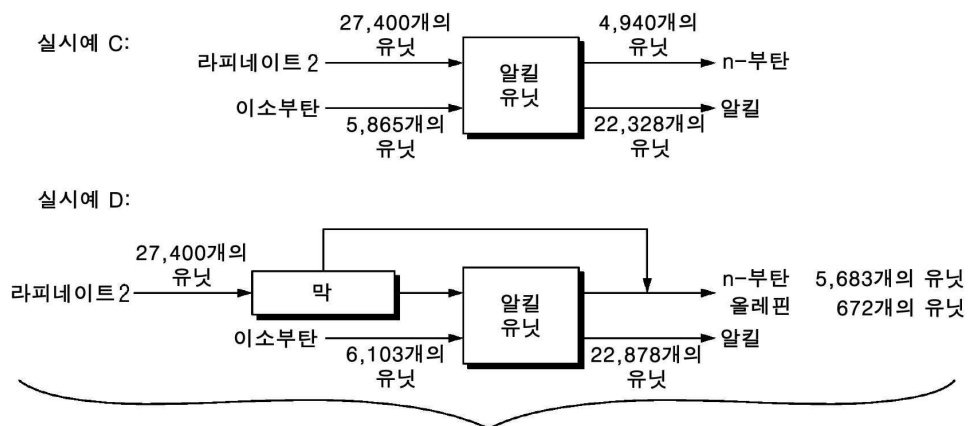 실시예 C:
27,400개의
유닛
4,940개의
유닛
라피네이트 2
알킬
유닛
n-부탄
이소부탄
알킬
5,865개의
유닛
22,328개의
유닛
실시예 D:
27,400개의
유닛
라피네이트 2
막
알킬
유닛
n-부탄 5,683개의 유닛
올레핀 672개의 유닛
이소부탄
알킬
6,103개의
유닛
22,878개의
유닛